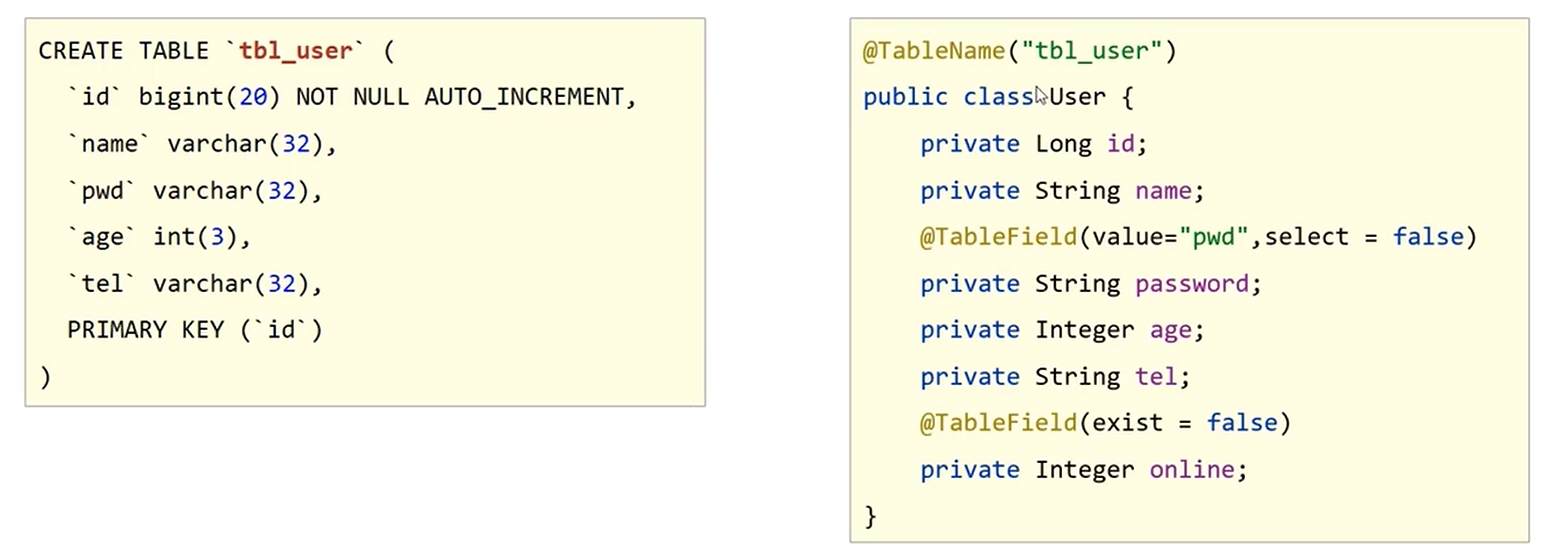 CREATE TABLE `tbl_user` (
`id` bigint(20) NOT NULL AUTO_INCREMENT,
`name` varchar(32),
`pwd` varchar(32),
`age` int(3),
`tel` varchar(32),
PRIMARY KEY (`id`)
)
@TableName("tbl_user")
public class User {
private Long id;
private String name;
@TableField(value="pwd",select = false)
private String password;
private Integer age;
private String tel;
@TableField(exist = false)
private Integer online;
}